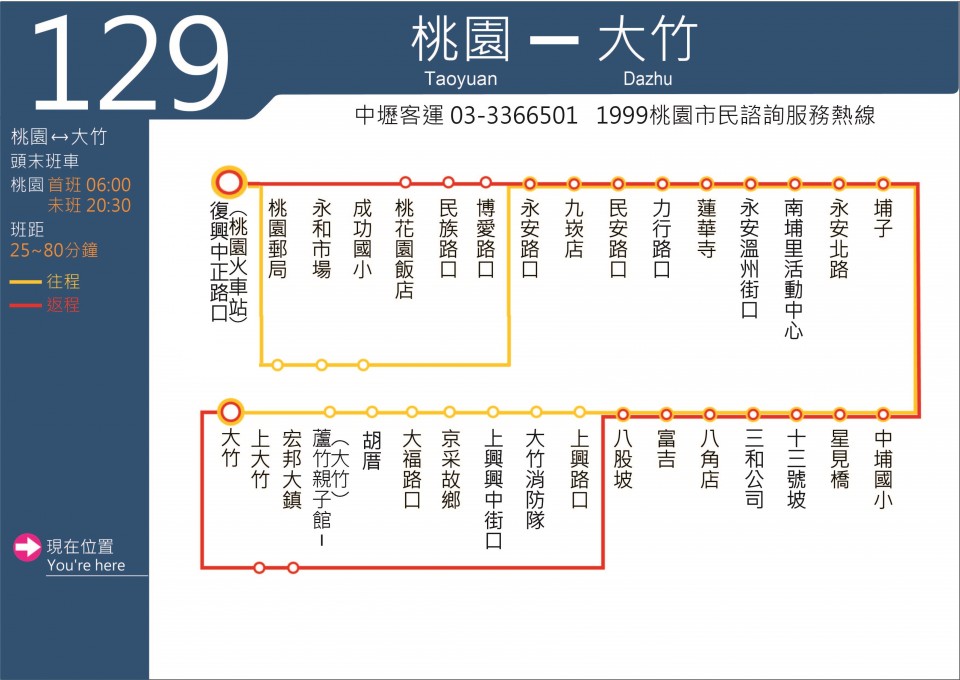 129
桃園 — 大竹
Taoyuan Dazhu
中壢客運 03-3366501 1999桃園市民諮詢服務熱線
桃園↔大竹
頭末班車
桃園 首班 06:00
末班 20:30
班距
25~80分鐘
往程
返程
現在位置
You're here
復興中正路口
(桃園火車站)
桃園郵局
永和市場
成功國小
桃花園飯店
民族路口
博愛路口
永安路口
九崁店
民安路口
力行路口
蓮華寺
永安溫州街口
南埔里活動中心
永安北路
埔子
大竹
上大竹
宏邦大鎮
蘆竹親子館-
(大竹)
胡厝
大福路口
京采故鄉
上興興中街口
大竹消防隊
上興路口
八股坡
富吉
八角店
三和公司
十三號坡
星見橋
中埔國小